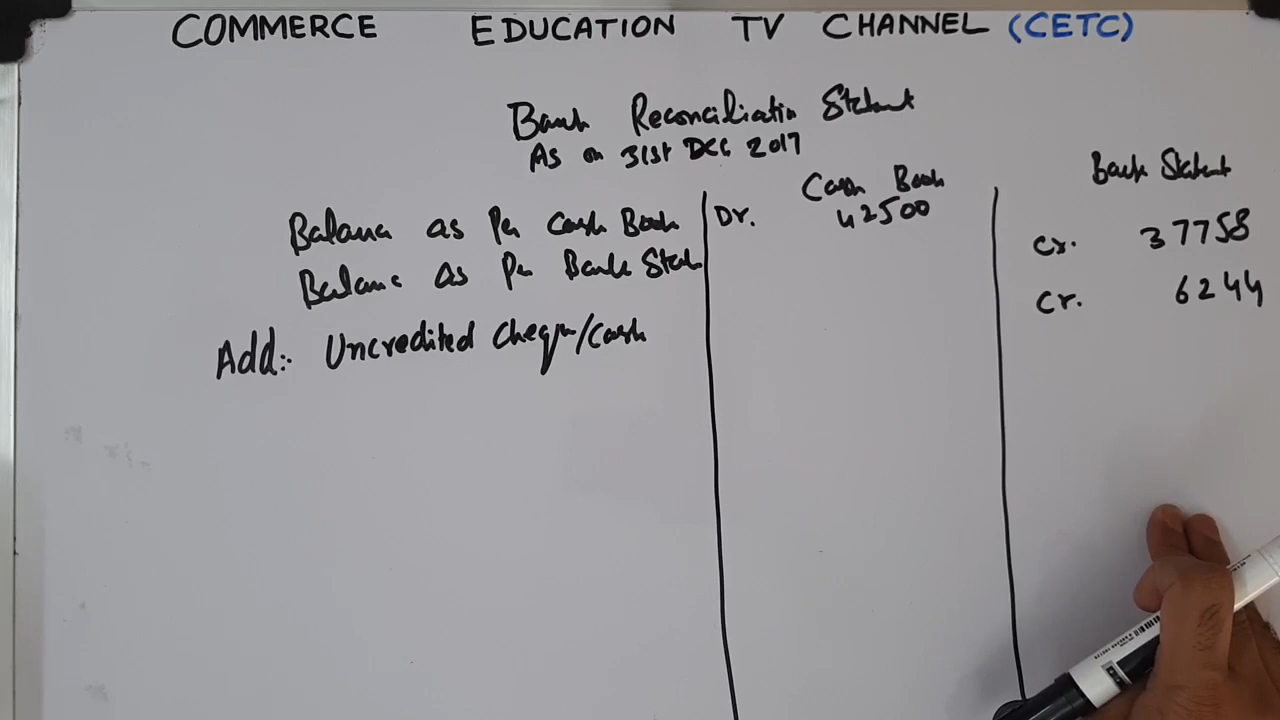 COMMERCE EDUCATION TV CHANNEL (CETC)
Bank Reconciliation Statement
As on 31st DEC 2017
Cash Book Bank Statement
Balance as Per Cash Book Dr. 42500 Cr. 37758
Balance as Per Bank State Cr. 6244
Add:- Uncredited Cheque/Cash